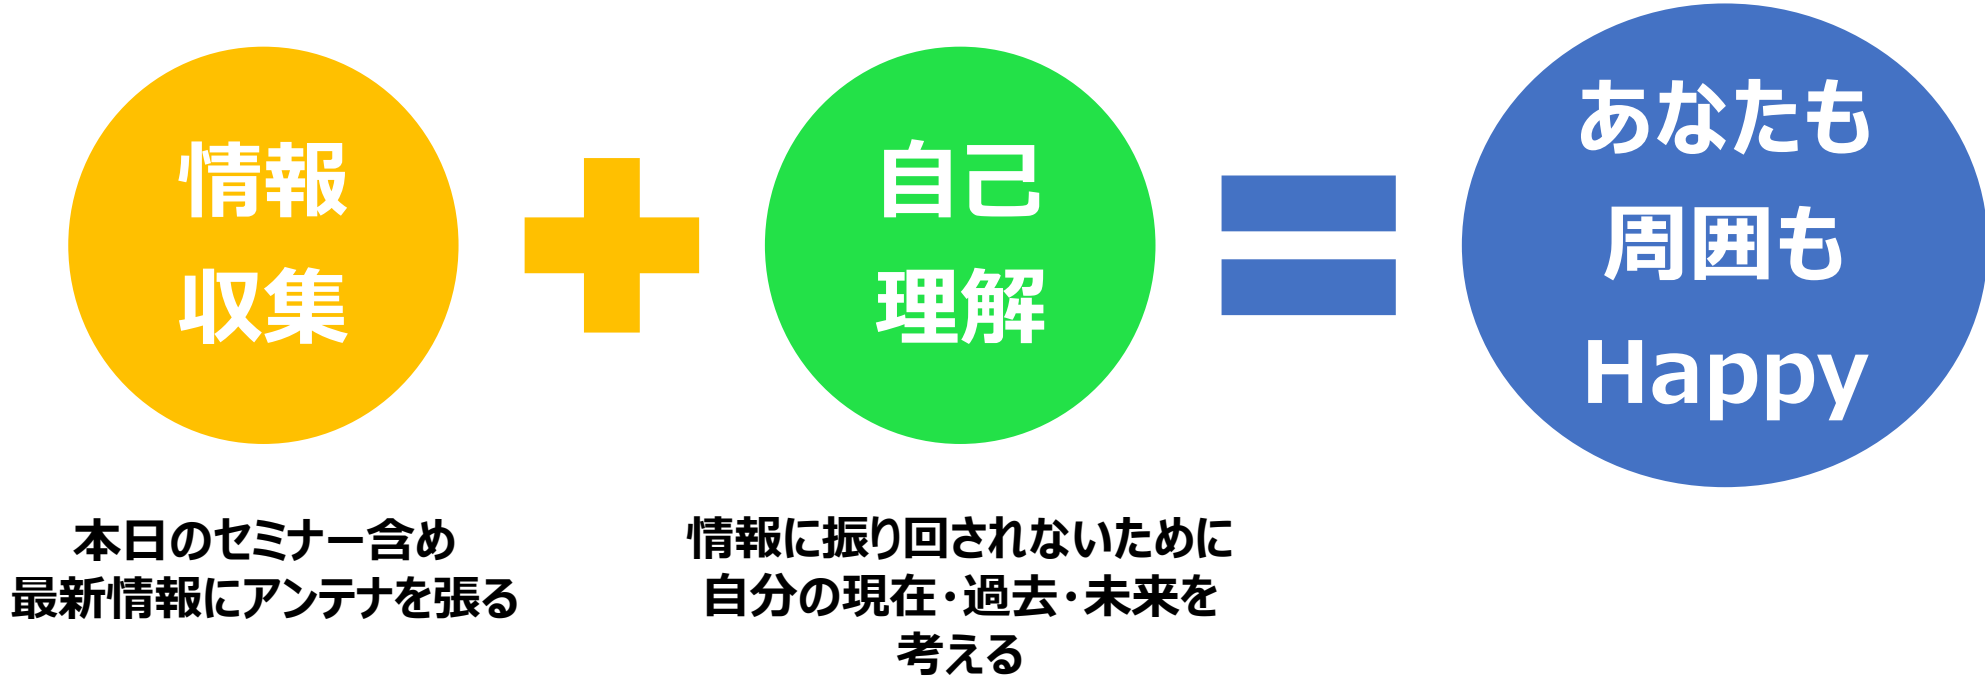 情報
収集
自己
理解
あなたも
周囲も
Happy
本日のセミナー含め
最新情報にアンテナを張る
情報に振り回されないために
自分の現在・過去・未来を
考える